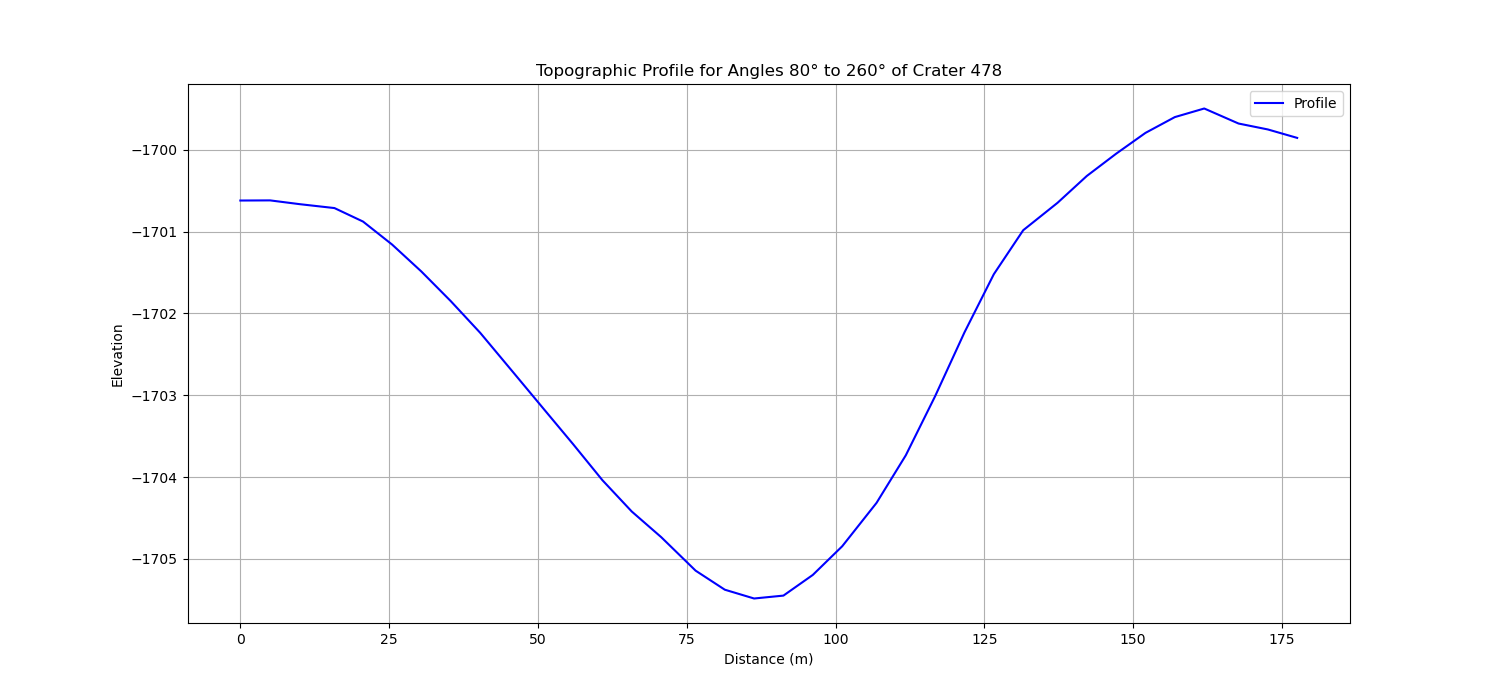 Topographic Profile for Angles 80° to 260° of Crater 478
Profile
−1700
−1701
−1702
−1703
−1704
−1705
Elevation
0 25 50 75 100 125 150 175
Distance (m)